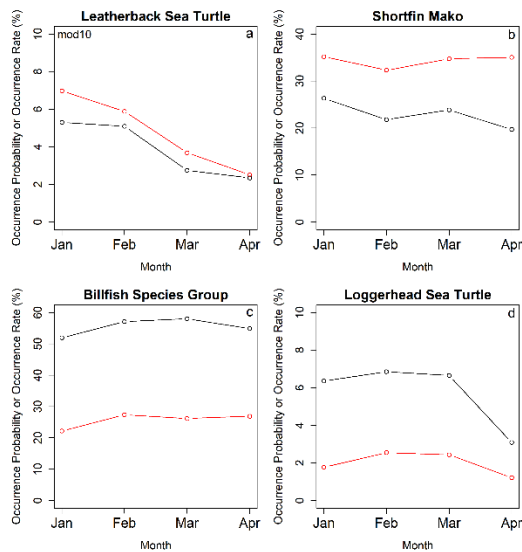 Leatherback Sea Turtle
mod10
a
Occurrence Probability or Occurrence Rate (%)
10
8
6
4
2
0
Jan Feb Mar Apr
Month
Shortfin Mako
b
Occurrence Probability or Occurrence Rate (%)
40
30
20
10
0
Jan Feb Mar Apr
Month
Billfish Species Group
c
Occurrence Probability or Occurrence Rate (%)
60
50
40
30
20
10
0
Jan Feb Mar Apr
Month
Loggerhead Sea Turtle
d
Occurrence Probability or Occurrence Rate (%)
10
8
6
4
2
0
Jan Feb Mar Apr
Month